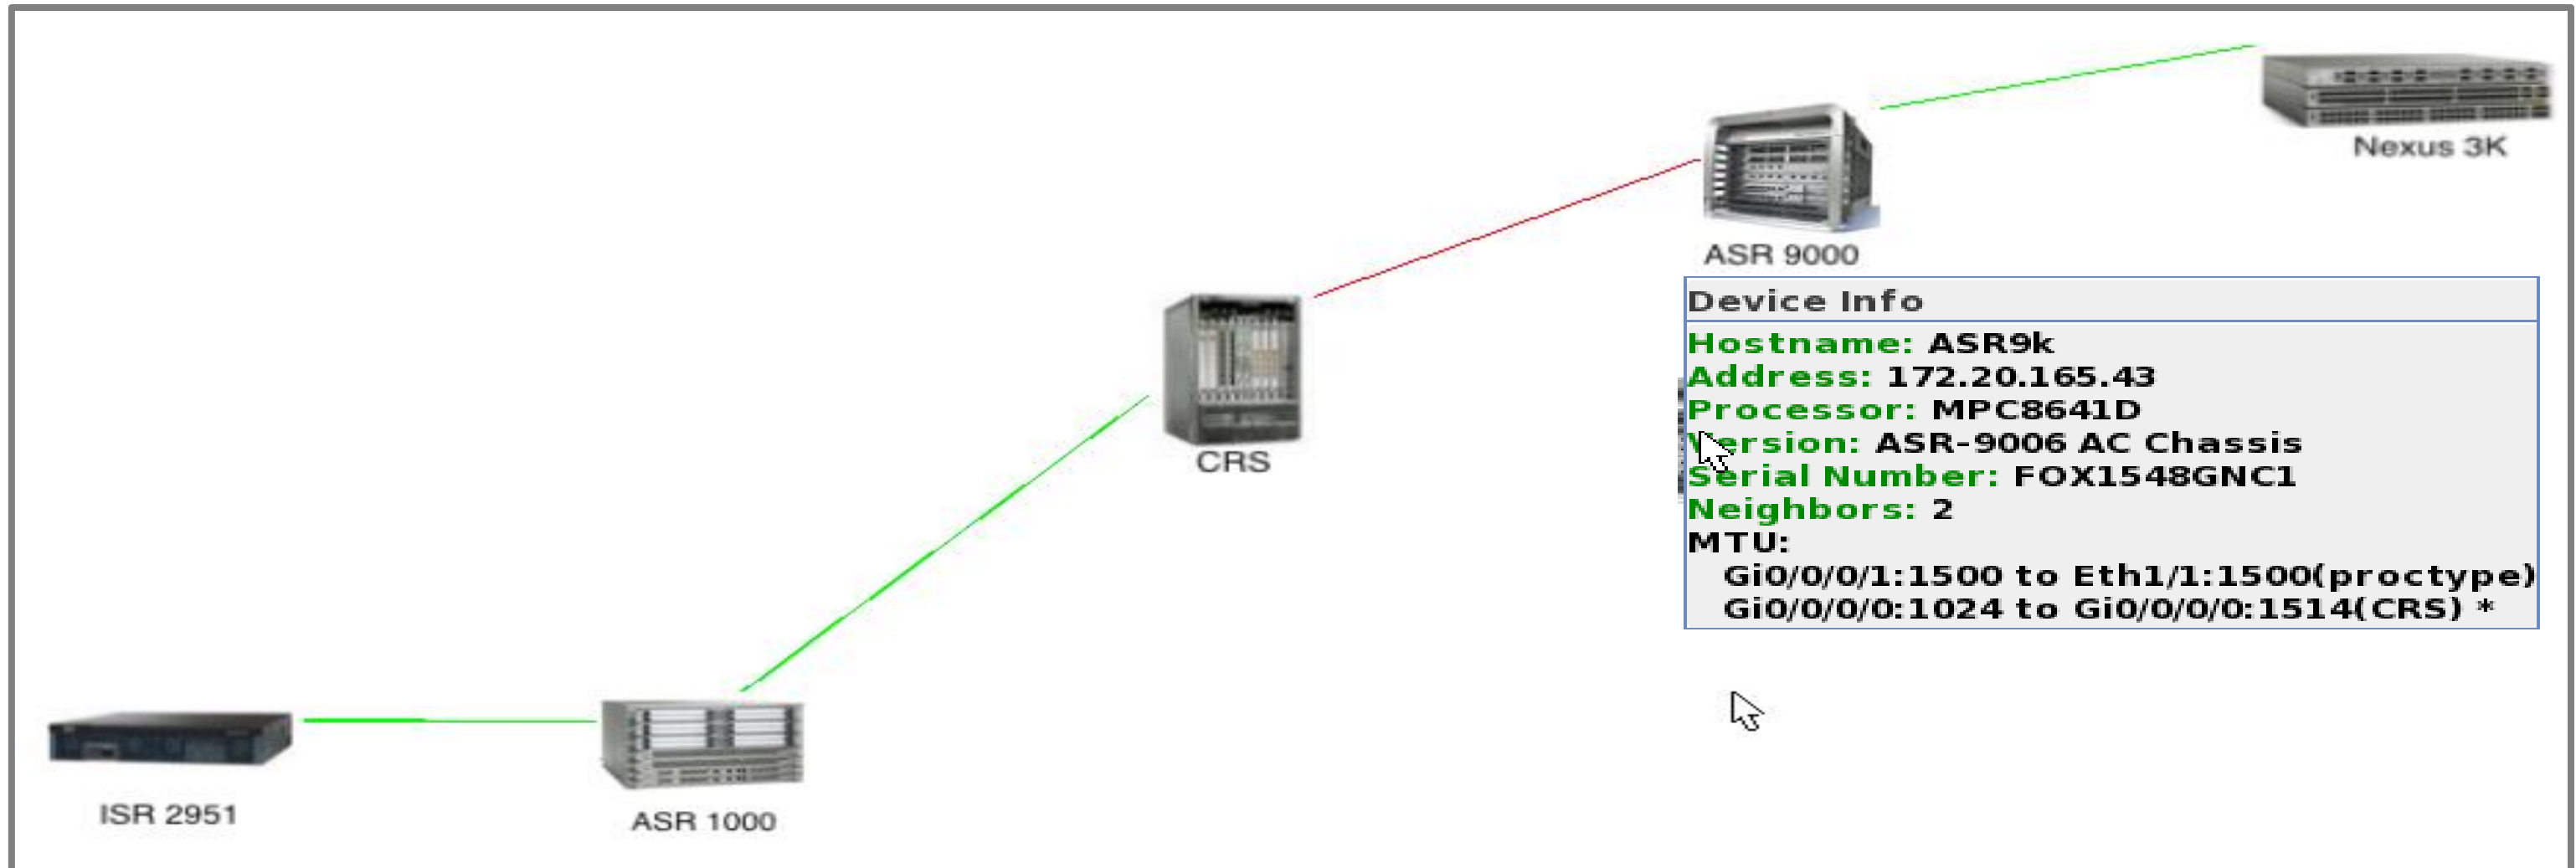 Nexus 3K
ASR 9000
Device Info
Hostname: ASR9k
Address: 172.20.165.43
Processor: MPC8641D
Version: ASR-9006 AC Chassis
Serial Number: FOX1548GNC1
Neighbors: 2
MTU:
Gi0/0/0/1:1500 to Eth1/1:1500(proctype)
Gi0/0/0/0:1024 to Gi0/0/0/0:1514(CRS) *
CRS
ISR 2951
ASR 1000